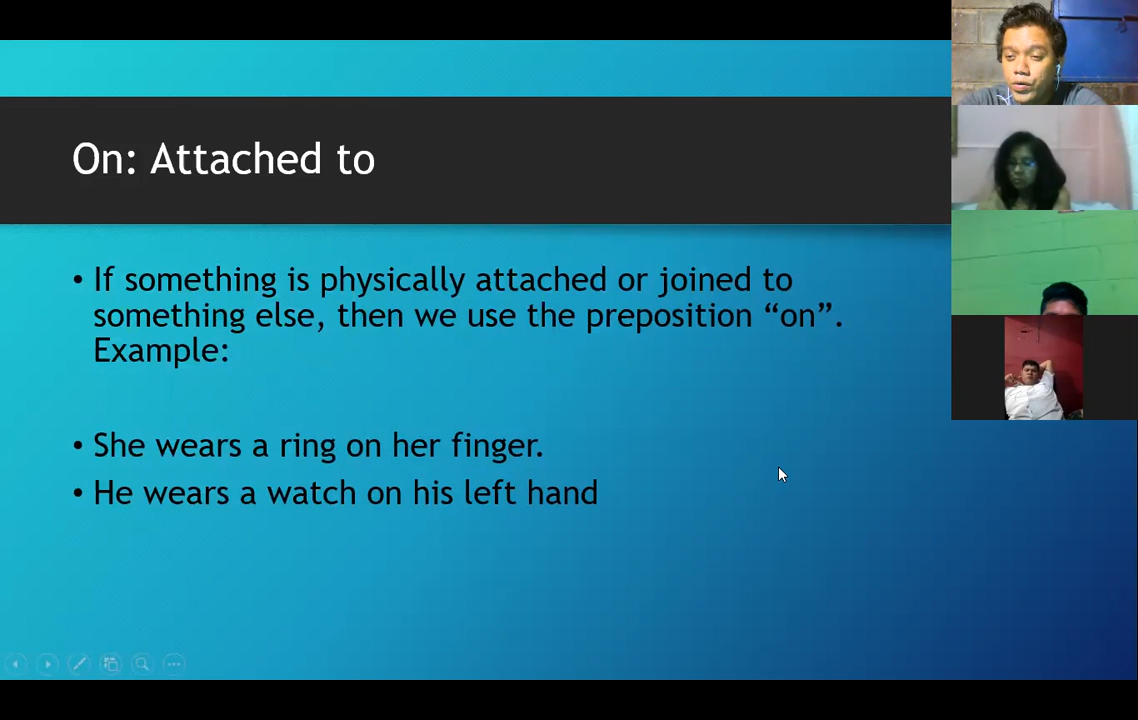 On: Attached to
• If something is physically attached or joined to
something else, then we use the preposition “on”.
Example:
• She wears a ring on her finger.
• He wears a watch on his left hand